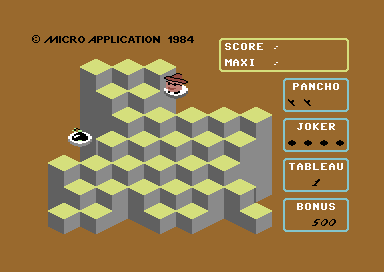 © MICRO APPLICATION 1984
SCORE :
MAXI :
PANCHO
JOKER
TABLEAU
1
BONUS
500